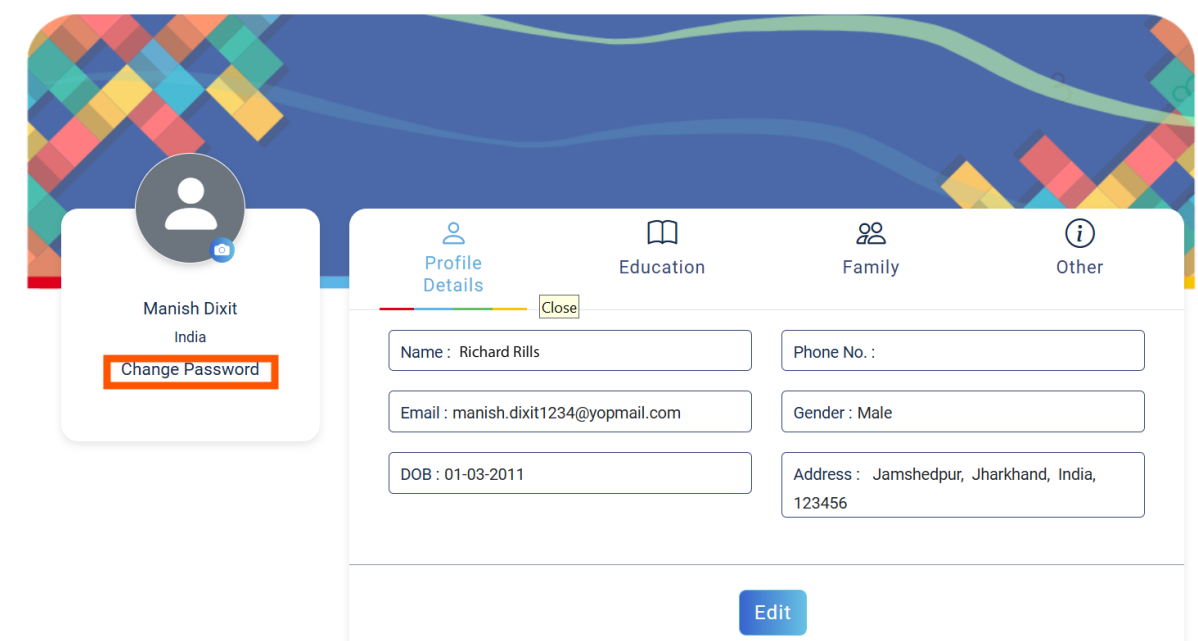 Manish Dixit
India
Change Password
Profile
Details
Education
Family
Other
Close
Name : Richard Rills
Phone No. :
Email : manish.dixit1234@yopmail.com
Gender : Male
DOB : 01-03-2011
Address : Jamshedpur, Jharkhand, India,
123456
Edit